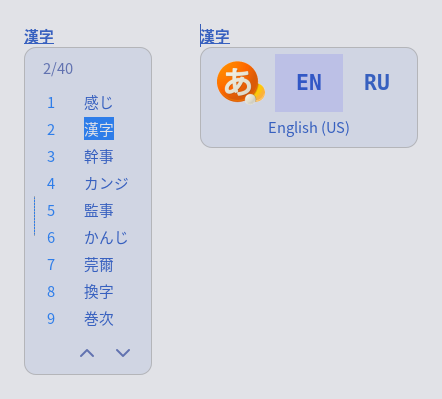 漢字
2/40
1 感じ
2 漢字
3 幹事
4 カンジ
5 監事
6 かんじ
7 莞爾
8 換字
9 巻次
漢字
あ EN RU
English (US)